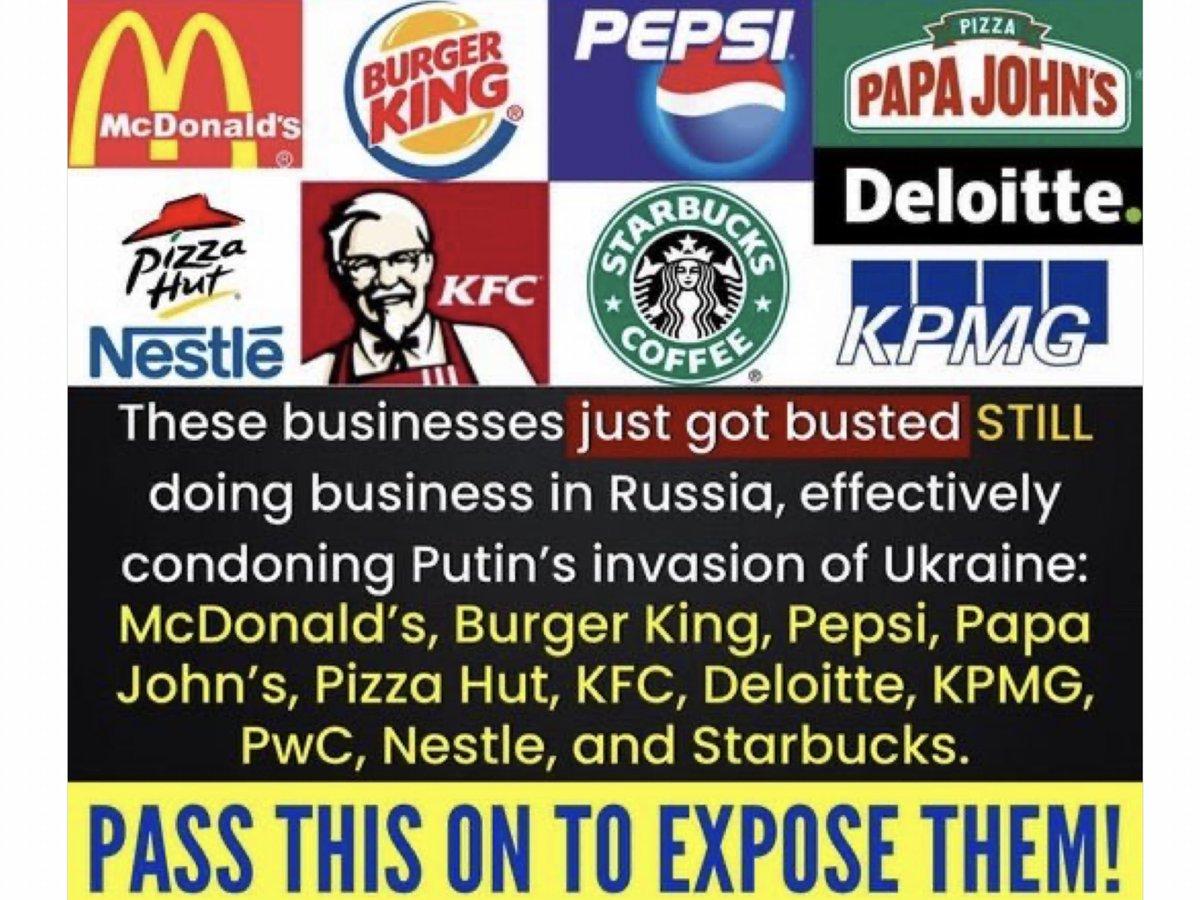 McDonald's
®
BURGER
KING®
PEPSI
PIZZA
PAPA JOHN'S
Deloitte.
Pizza
Hut
Nestlé
KFC
STARBUCKS
COFFEE
®
KPMG
These businesses just got busted STILL
doing business in Russia, effectively
condoning Putin's invasion of Ukraine:
McDonald's, Burger King, Pepsi, Papa
John's, Pizza Hut, KFC, Deloitte, KPMG,
PwC, Nestle, and Starbucks.
PASS THIS ON TO EXPOSE THEM!